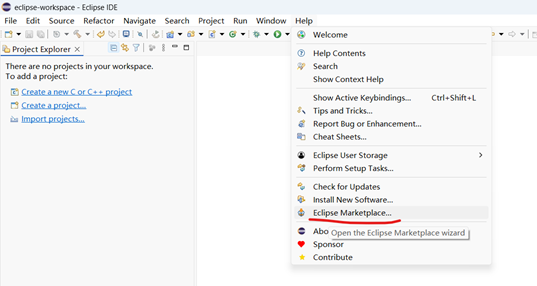 eclipse-workspace - Eclipse IDE
File Edit Source Refactor Navigate Search Project Run Window Help
Project Explorer
There are no projects in your workspace.
To add a project:
Create a new C or C++ project
Create a project...
Import projects...
Welcome
Help Contents
Search
Show Context Help
Show Active Keybindings... Ctrl+Shift+L
Tips and Tricks...
Report Bug or Enhancement...
Cheat Sheets...
Eclipse User Storage
Perform Setup Tasks...
Check for Updates
Install New Software...
Eclipse Marketplace...
Abo
Open the Eclipse Marketplace wizard
Sponsor
Contribute